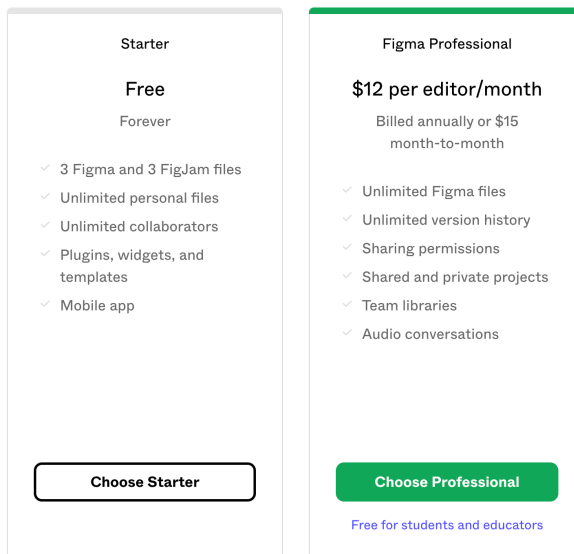 Starter
Free
Forever
3 Figma and 3 FigJam files
Unlimited personal files
Unlimited collaborators
Plugins, widgets, and
templates
Mobile app
Choose Starter
Figma Professional
$12 per editor/month
Billed annually or $15
month-to-month
Unlimited Figma files
Unlimited version history
Sharing permissions
Shared and private projects
Team libraries
Audio conversations
Choose Professional
Free for students and educators